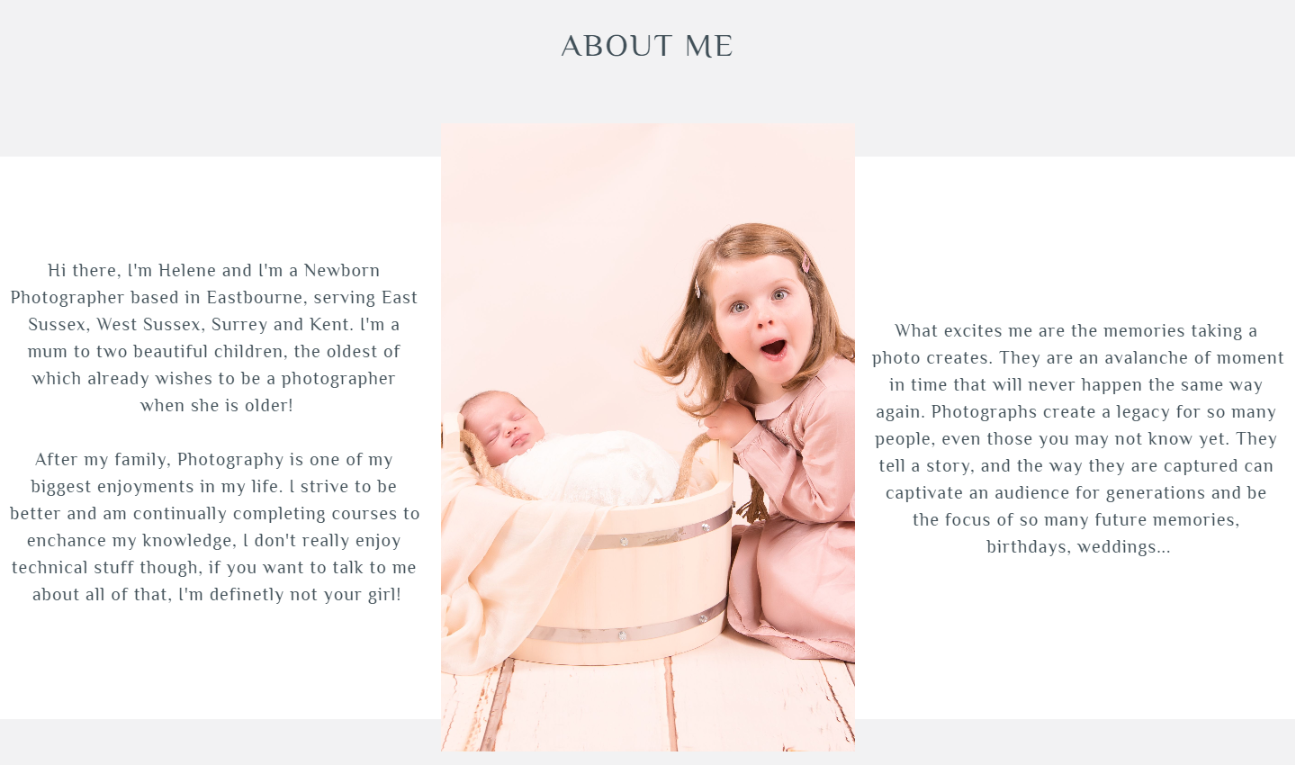 ABOUT ME
Hi there, I'm Helene and I'm a Newborn
Photographer based in Eastbourne, serving East
Sussex, West Sussex, Surrey and Kent. I'm a
mum to two beautiful children, the oldest of
which already wishes to be a photographer
when she is older!
After my family, Photography is one of my
biggest enjoyments in my life. I strive to be
better and am continually completing courses to
enchance my knowledge, I don't really enjoy
technical stuff though, if you want to talk to me
about all of that, I'm definetly not your girl!
What excites me are the memories taking a
photo creates. They are an avalanche of moment
in time that will never happen the same way
again. Photographs create a legacy for so many
people, even those you may not know yet. They
tell a story, and the way they are captured can
captivate an audience for generations and be
the focus of so many future memories,
birthdays, weddings...